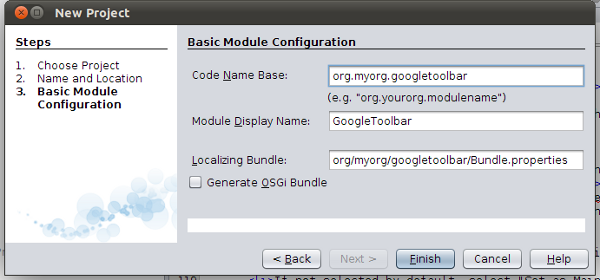 New Project
Steps
1. Choose Project
2. Name and Location
3. Basic Module
Configuration
Basic Module Configuration
Code Name Base: org.myorg.googletoolbar
(e.g. "org.yourorg.modulename")
Module Display Name: GoogleToolbar
Localizing Bundle: org/myorg/googletoolbar/Bundle.properties
Generate OSGi Bundle
< Back Next > Finish Cancel Help